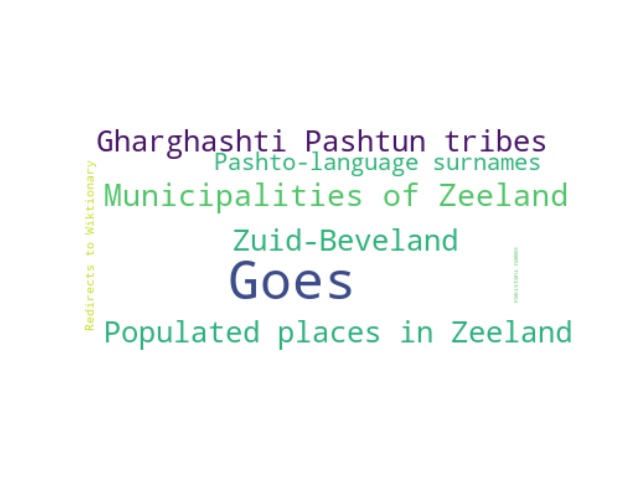 Gharghashti Pashtun tribes
Pashto-language surnames
Redirects to Wiktionary
Municipalities of Zeeland
Zuid-Beveland
Goes
Populated places in Zeeland